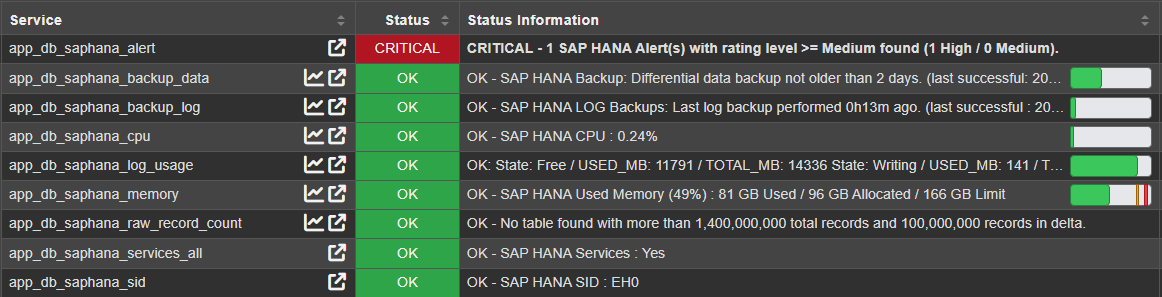 Service Status Status Information
app_db_saphana_alert CRITICAL CRITICAL - 1 SAP HANA Alert(s) with rating level >= Medium found (1 High / 0 Medium).
app_db_saphana_backup_data OK OK - SAP HANA Backup: Differential data backup not older than 2 days. (last successful: 20...
app_db_saphana_backup_log OK OK - SAP HANA LOG Backups: Last log backup performed 0h13m ago. (last successful : 20...
app_db_saphana_cpu OK OK - SAP HANA CPU : 0.24%
app_db_saphana_log_usage OK OK: State: Free / USED_MB: 11791 / TOTAL_MB: 14336 State: Writing / USED_MB: 141 / T...
app_db_saphana_memory OK OK - SAP HANA Used Memory (49%) : 81 GB Used / 96 GB Allocated / 166 GB Limit
app_db_saphana_raw_record_count OK OK - No table found with more than 1,400,000,000 total records and 100,000,000 records in delta.
app_db_saphana_services_all OK OK - SAP HANA Services : Yes
app_db_saphana_sid OK OK - SAP HANA SID : EH0